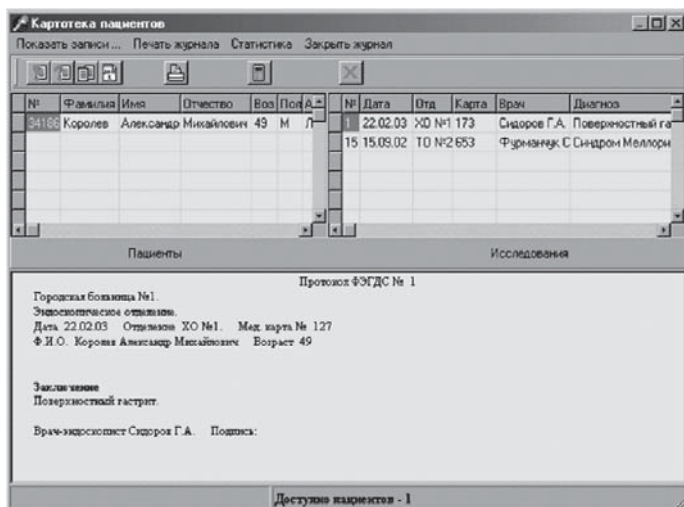 Картотека пациентов
Показать записи... Печать журнала Статистика Закрыть журнал
№ Фамилия Имя Отчество Воз Пол А
34186 Королев Александр Михайлович 49 М Л
№ Дата Отд Карта Врач Диагноз
1 22.02.03 ХО №1 173 Сидоров Г.А. Поверхностный га
15 15.09.02 ТО №2 653 Фурманчук С Синдром Меллори
Пациенты
Исследования
Протокол ФЭГДС № 1
Городская больница №1.
Эндоскопическое отделение.
Дата 22.02.03 Отделение ХО №1. Мед. карта № 127
Ф.И.О. Королев Александр Михайлович Возраст 49
Заключение
Поверхностный гастрит.
Врач-эндоскопист Сидоров Г.А. Подпись:
Доступно пациентов - 1